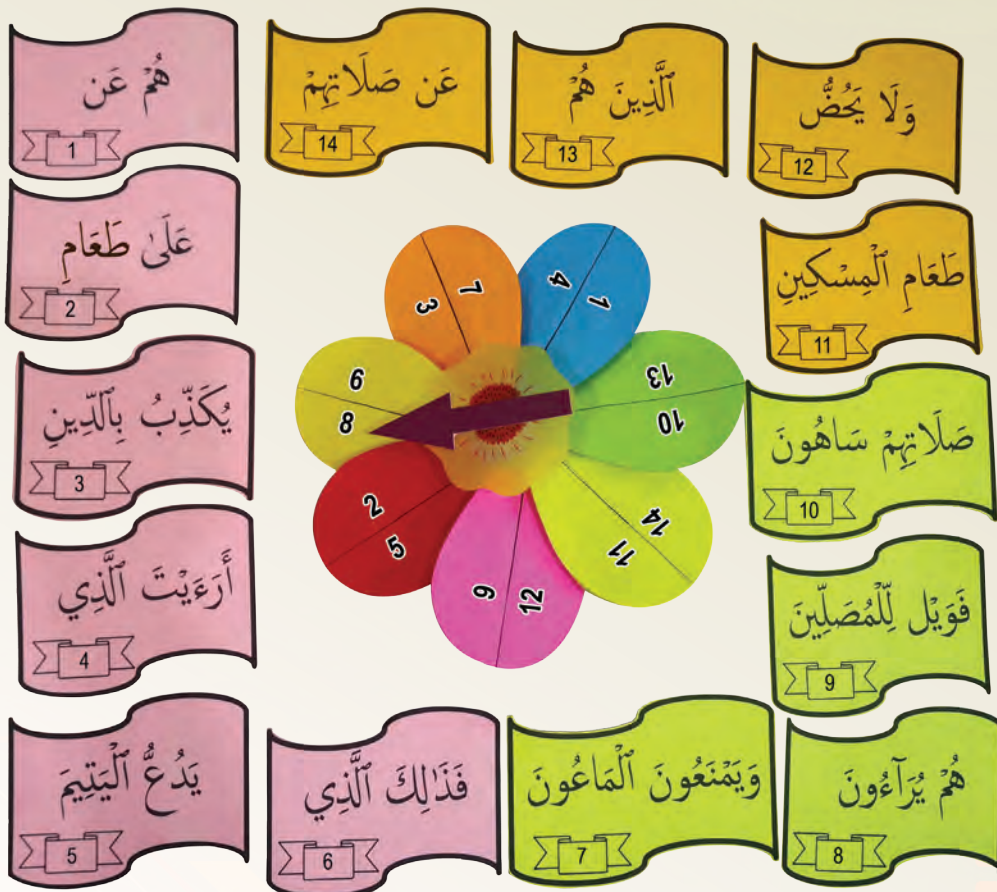 هُمْ عَن
1
عَن صَلَاتِهِمْ
14
ٱلَّذِينَ هُمْ
13
وَلَا يَحُضُّ
12
عَلَىٰ طَعَامِ
2
طَعَامِ ٱلْمِسْكِينِ
11
يُكَذِّبُ بِٱلدِّينِ
3
صَلَاتِهِمْ سَاهُونَ
10
أَرَءَيْتَ ٱلَّذِي
4
فَوَيْل لِّلْمُصَلِّينَ
9
يَدُعُّ ٱلْيَتِيمَ
5
فَذَٰلِكَ ٱلَّذِي
6
وَيَمْنَعُونَ ٱلْمَاعُونَ
7
هُمْ يُرَآءُونَ
8
3 7
4 1
13
10
14
11
9 12
2
5
9
8